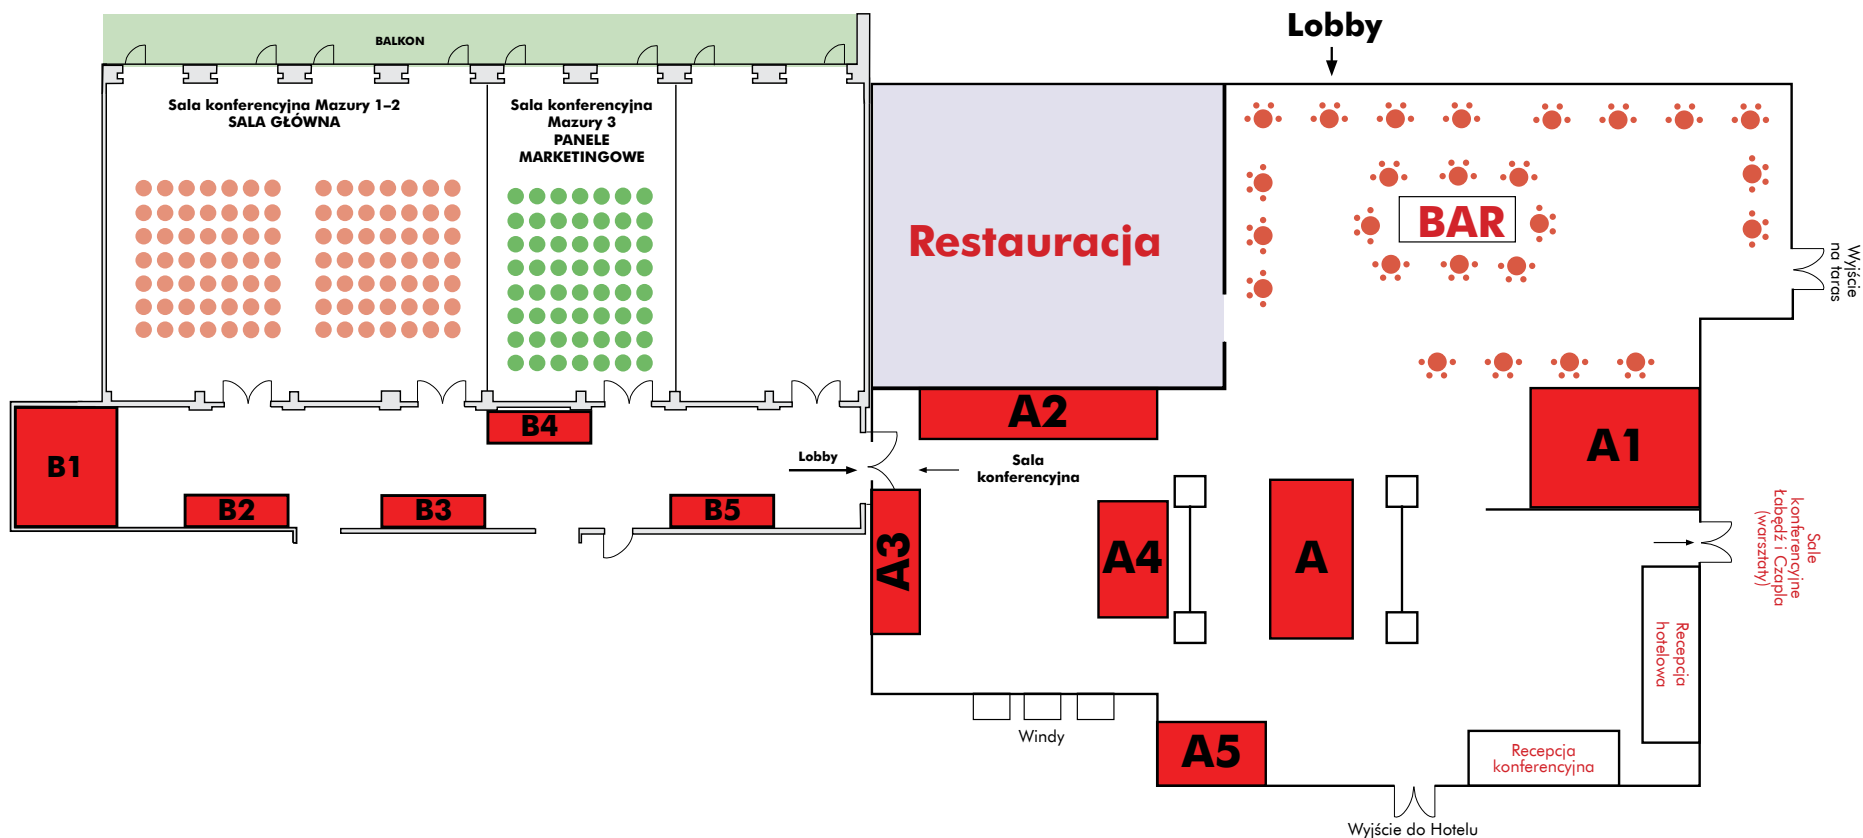 Lobby
BALKON
Sala konferencyjna Mazury 1–2
SALA GŁÓWNA
Sala konferencyjna
Mazury 3
PANELE
MARKETINGOWE
Restauracja
BAR
Wyjście
na taras
B1
B2
B3
B4
B5
Lobby
Sala
konferencyjna
A2
A1
A3
A4
A
A5
Sale
konferencyjne
Łabędź i Czapla
(warsztaty)
Recepcja
hotelowa
Recepcja
konferencyjna
Windy
Wyjście do Hotelu